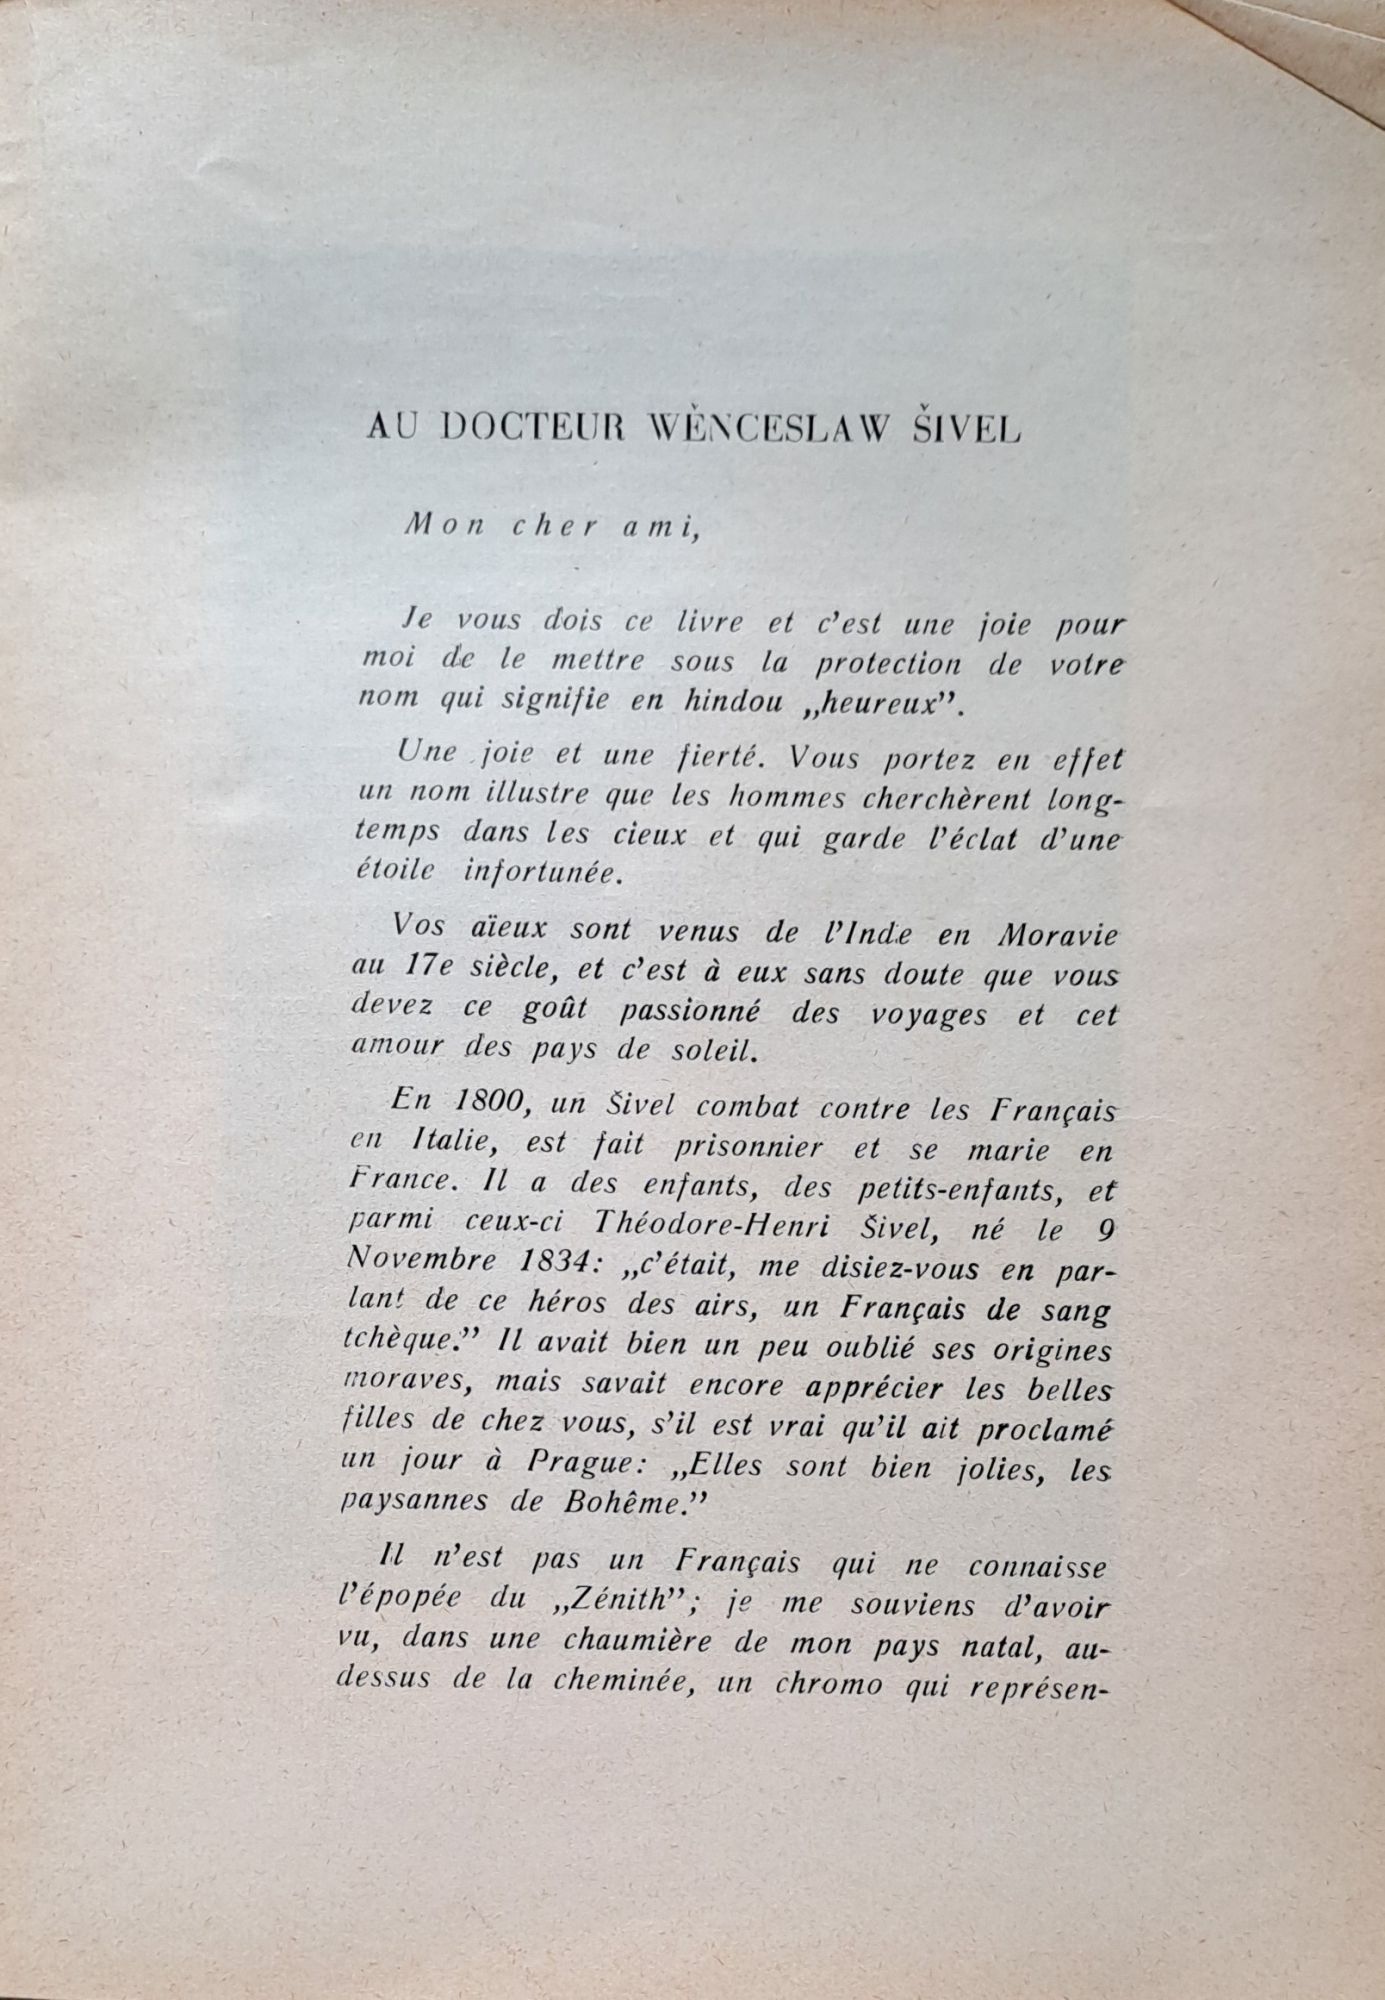 AU DOCTEUR WĚNCESLAW ŠIVEL
Mon cher ami,
Je vous dois ce livre et c'est une joie pour
moi de le mettre sous la protection de votre
nom qui signifie en hindou „heureux”.
Une joie et une fierté. Vous portez en effet
un nom illustre que les hommes cherchèrent long-
temps dans les cieux et qui garde l'éclat d'une
étoile infortunée.
Vos aïeux sont venus de l'Inde en Moravie
au 17e siècle, et c'est à eux sans doute que vous
devez ce goût passionné des voyages et cet
amour des pays de soleil.
En 1800, un Šivel combat contre les Français
en Italie, est fait prisonnier et se marie en
France. Il a des enfants, des petits-enfants, et
parmi ceux-ci Théodore-Henri Šivel, né le 9
Novembre 1834: „c'était, me disiez-vous en par-
lant de ce héros des airs, un Français de sang
tchèque.” Il avait bien un peu oublié ses origines
moraves, mais savait encore apprécier les belles
filles de chez vous, s'il est vrai qu'il ait proclamé
un jour à Prague: „Elles sont bien jolies, les
paysannes de Bohême.”
Il n'est pas un Français qui ne connaisse
l'épopée du „Zénith”; je me souviens d'avoir
vu, dans une chaumière de mon pays natal, au-
dessus de la cheminée, un chromo qui représen-